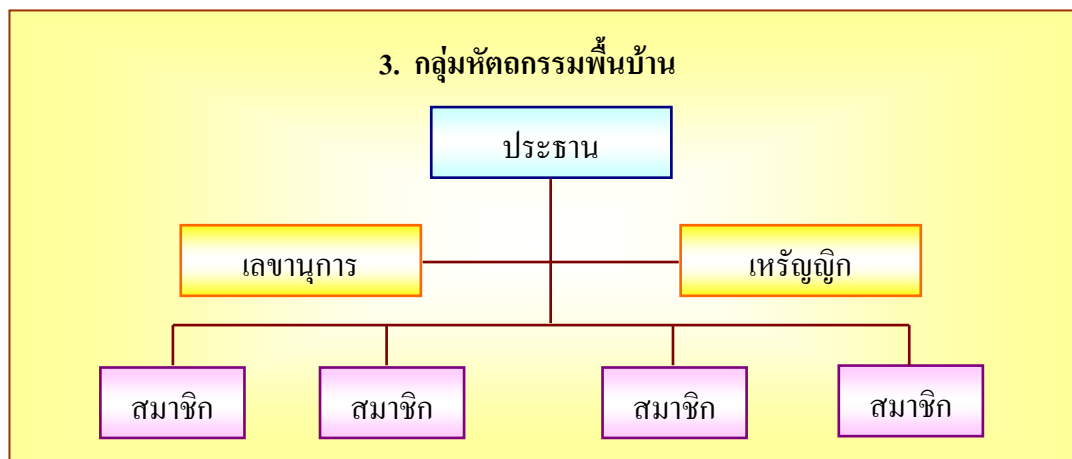 3. กลุ่มหัตถกรรมพื้นบ้าน
ประธาน
เลขานุการ เหรัญญิก
สมาชิก สมาชิก สมาชิก สมาชิก